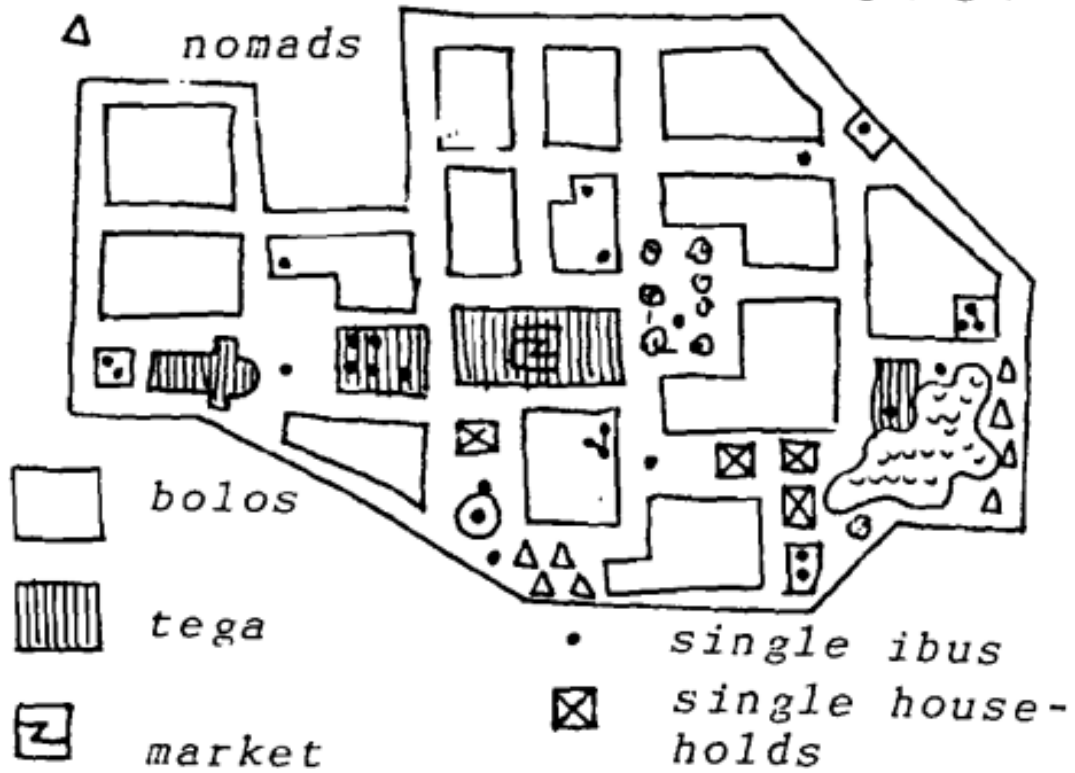 nomads
bolos
tega
single ibus
single house-
holds
market